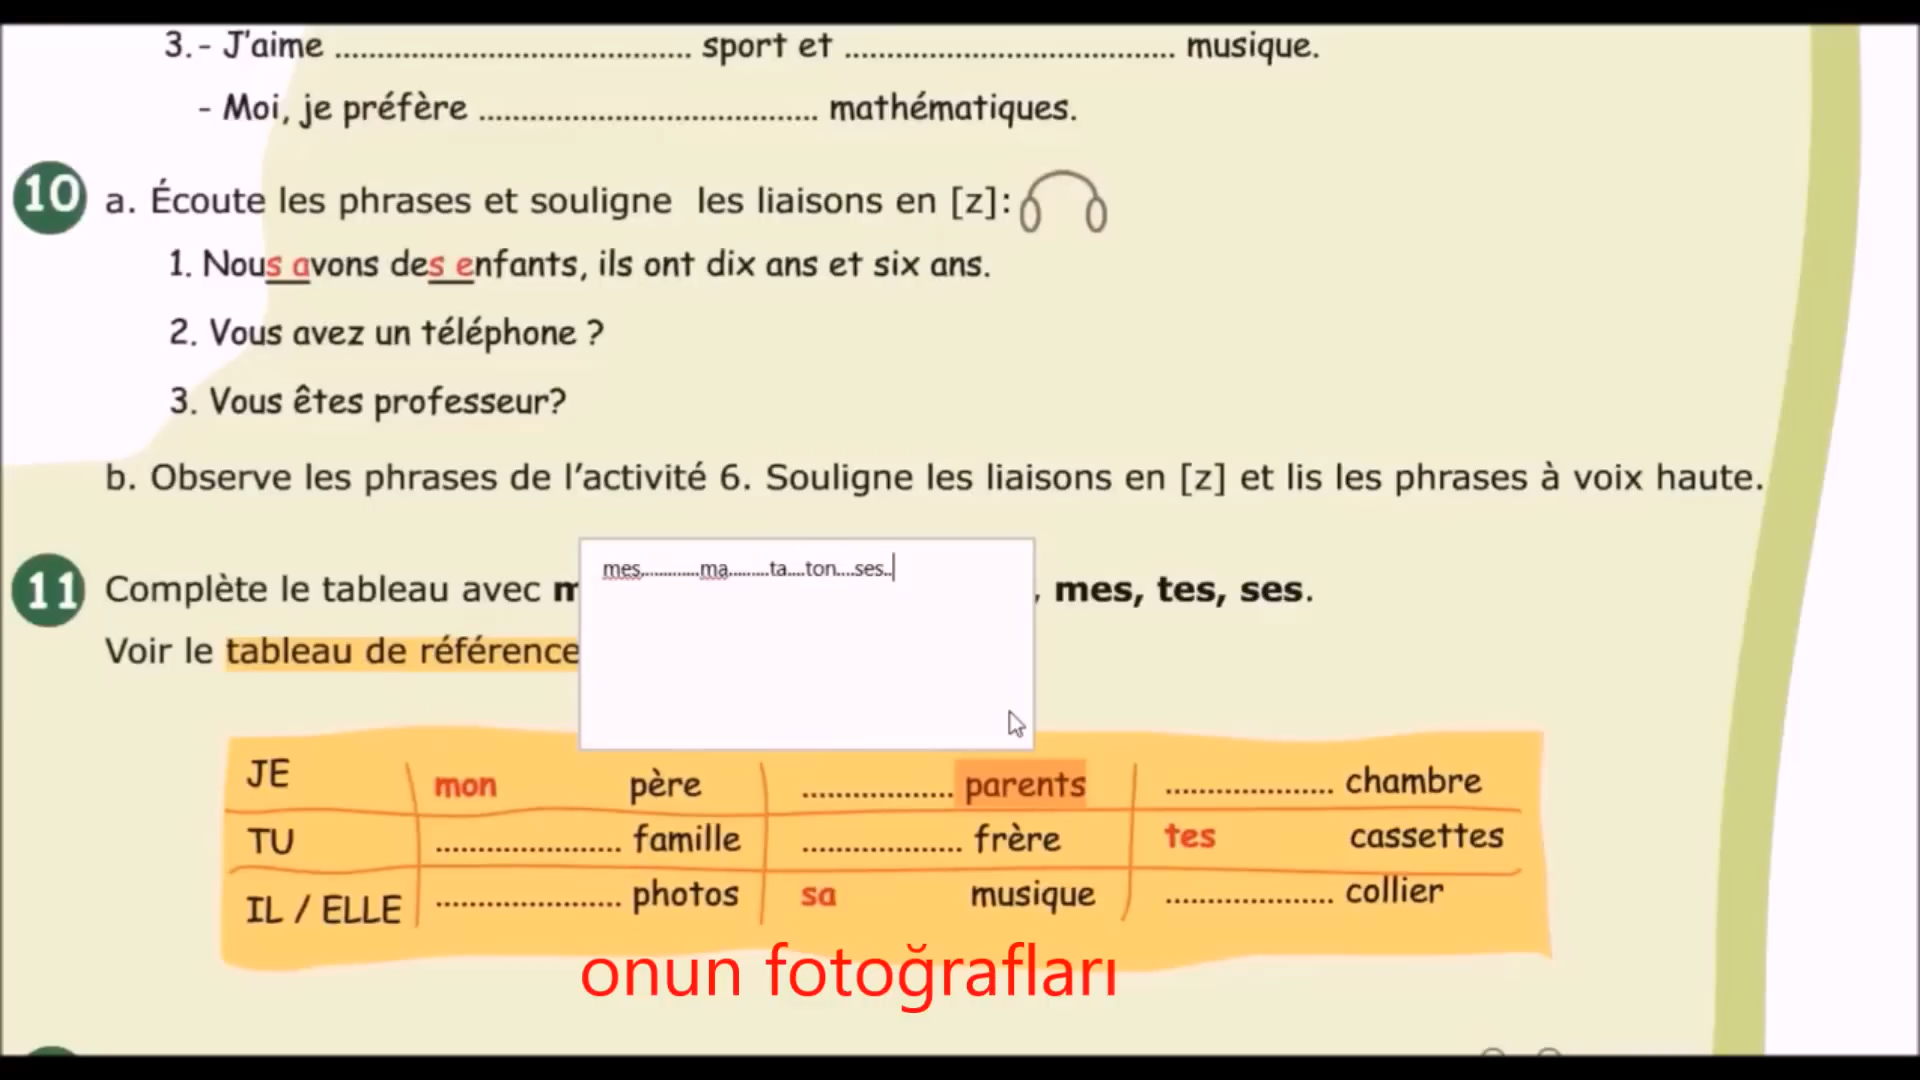 3. - J'aime ........................................... sport et ........................................ musique.
- Moi, je préfère ......................................... mathématiques.
10 a. Écoute les phrases et souligne les liaisons en [z]:
1. Nous avons des enfants, ils ont dix ans et six ans.
2. Vous avez un téléphone ?
3. Vous êtes professeur?
b. Observe les phrases de l'activité 6. Souligne les liaisons en [z] et lis les phrases à voix haute.
mes.............ma.........ta....ton....ses..
11 Complète le tableau avec , mes, tes, ses.
Voir le tableau de référence
JE mon père .................. parents .................... chambre
TU ...................... famille ................... frère tes cassettes
IL / ELLE ...................... photos sa musique .................... collier
onun fotoğrafları